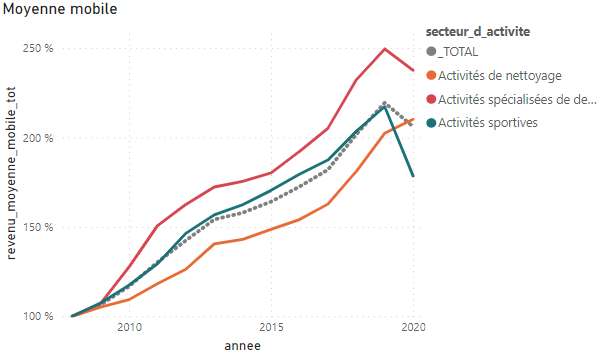 Moyenne mobile
secteur_d_activite
_TOTAL
Activités de nettoyage
Activités spécialisées de de...
Activités sportives
revenu_moyenne_mobile_tot
250 %
200 %
150 %
100 %
2010
2015
2020
annee